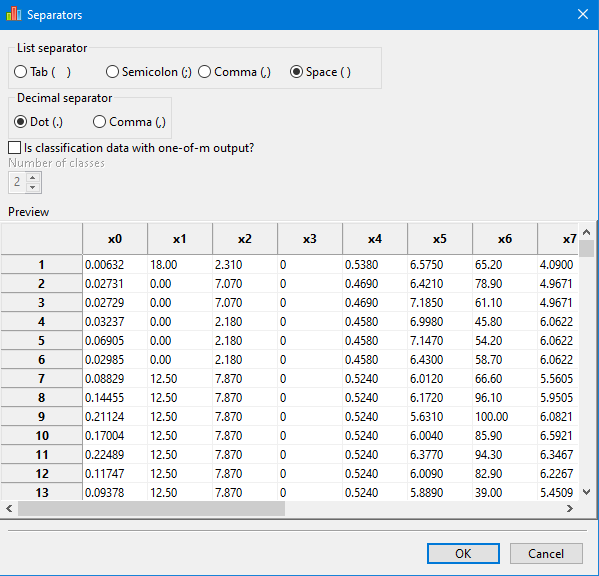 Separators
List separator
Tab ( ) Semicolon (;) Comma (,) Space ( )
Decimal separator
Dot (.) Comma (,)
Is classification data with one-of-m output?
Number of classes
2
Preview
x0 x1 x2 x3 x4 x5 x6 x7
1 0.00632 18.00 2.310 0 0.5380 6.5750 65.20 4.0900
2 0.02731 0.00 7.070 0 0.4690 6.4210 78.90 4.9671
3 0.02729 0.00 7.070 0 0.4690 7.1850 61.10 4.9671
4 0.03237 0.00 2.180 0 0.4580 6.9980 45.80 6.0622
5 0.06905 0.00 2.180 0 0.4580 7.1470 54.20 6.0622
6 0.02985 0.00 2.180 0 0.4580 6.4300 58.70 6.0622
7 0.08829 12.50 7.870 0 0.5240 6.0120 66.60 5.5605
8 0.14455 12.50 7.870 0 0.5240 6.1720 96.10 5.9505
9 0.21124 12.50 7.870 0 0.5240 5.6310 100.00 6.0821
10 0.17004 12.50 7.870 0 0.5240 6.0040 85.90 6.5921
11 0.22489 12.50 7.870 0 0.5240 6.3770 94.30 6.3467
12 0.11747 12.50 7.870 0 0.5240 6.0090 82.90 6.2267
13 0.09378 12.50 7.870 0 0.5240 5.8890 39.00 5.4509
OK Cancel